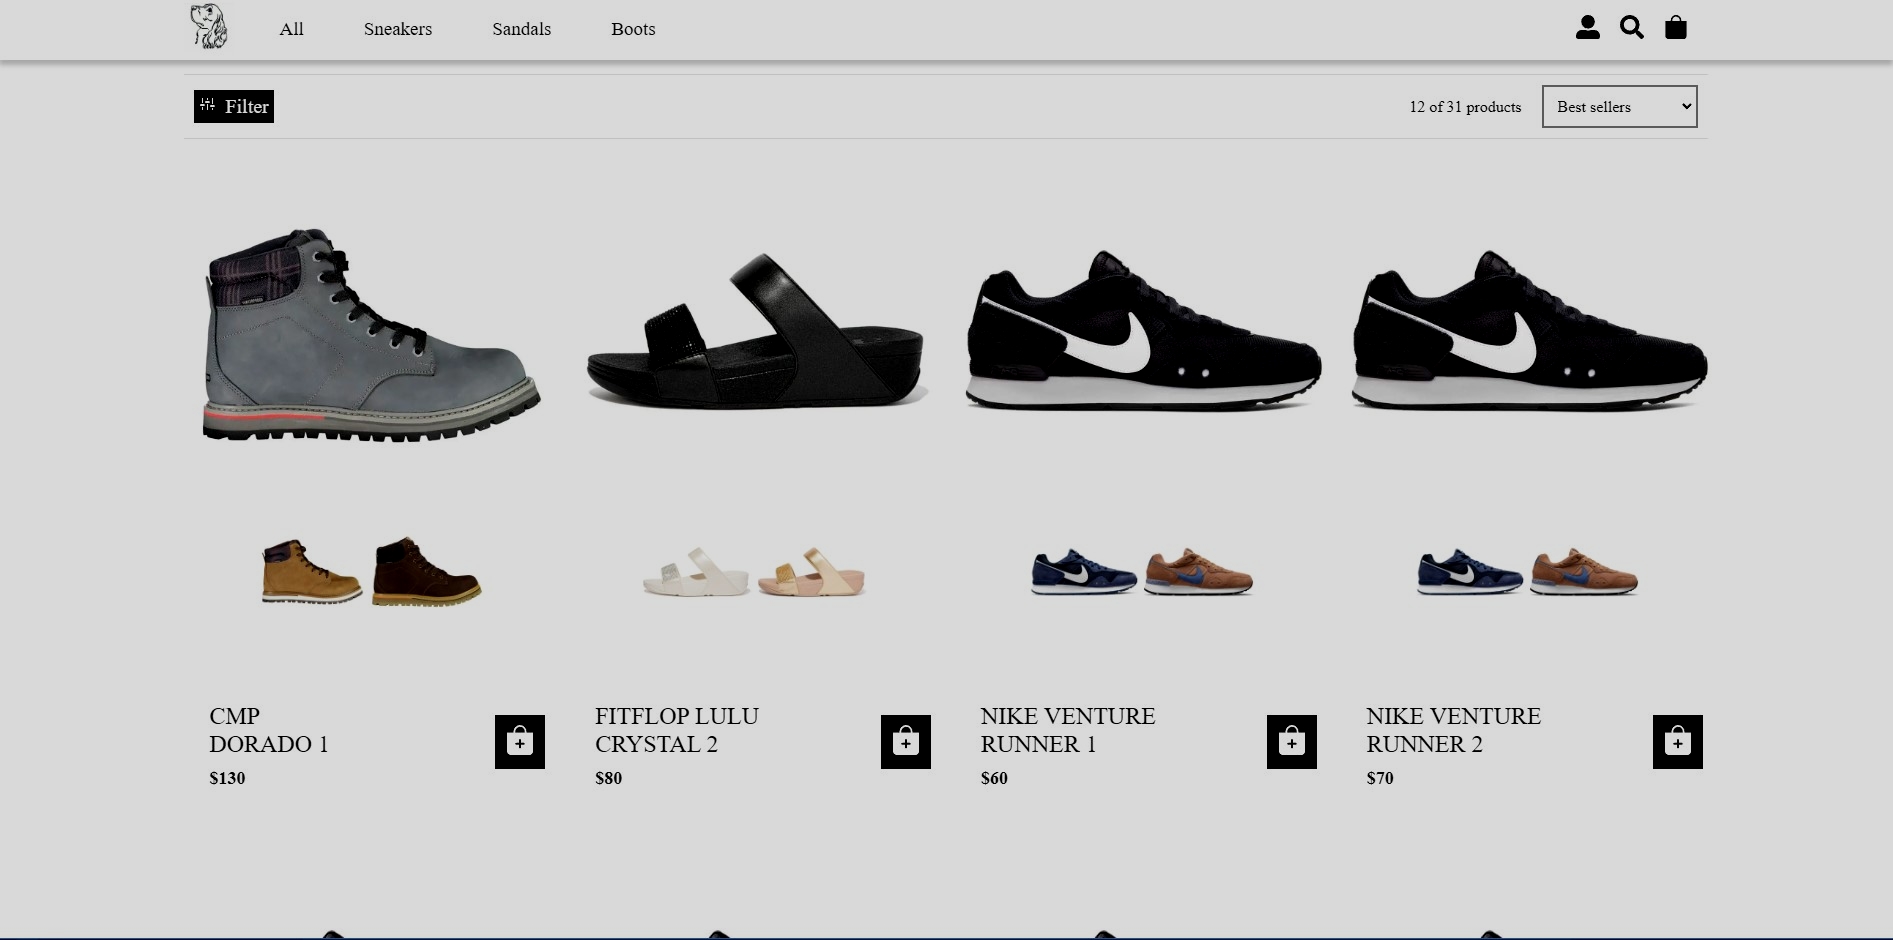 All Sneakers Sandals Boots
Filter
12 of 31 products
Best sellers
CMP
DORADO 1
$130
FITFLOP LULU
CRYSTAL 2
$80
NIKE VENTURE
RUNNER 1
$60
NIKE VENTURE
RUNNER 2
$70